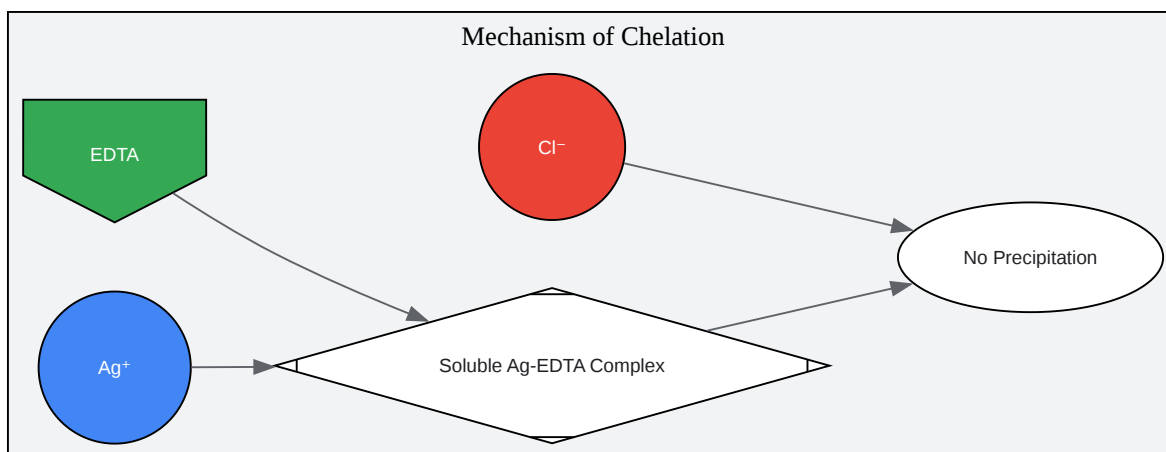 Mechanism of Chelation
EDTA
Cl⁻
No Precipitation
Ag⁺
Soluble Ag-EDTA Complex